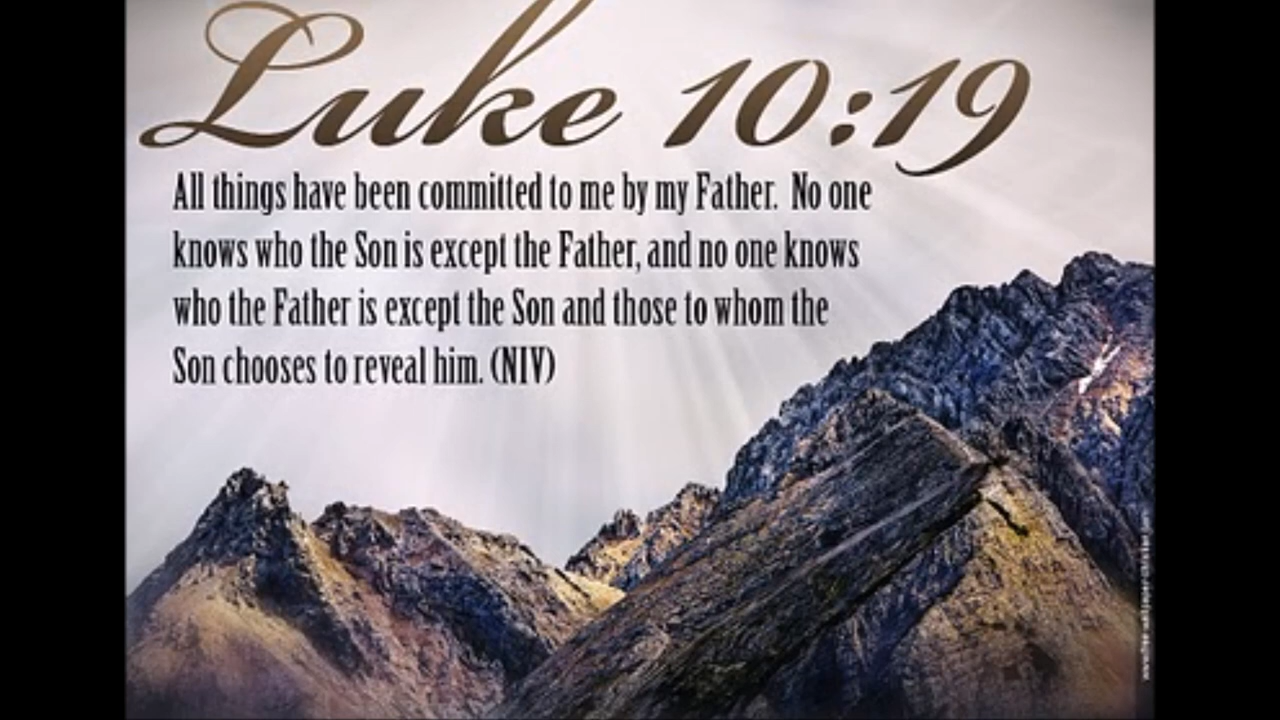 Luke 10:19
All things have been committed to me by my Father. No one
knows who the Son is except the Father, and no one knows
who the Father is except the Son and those to whom the
Son chooses to reveal him. (NIV)